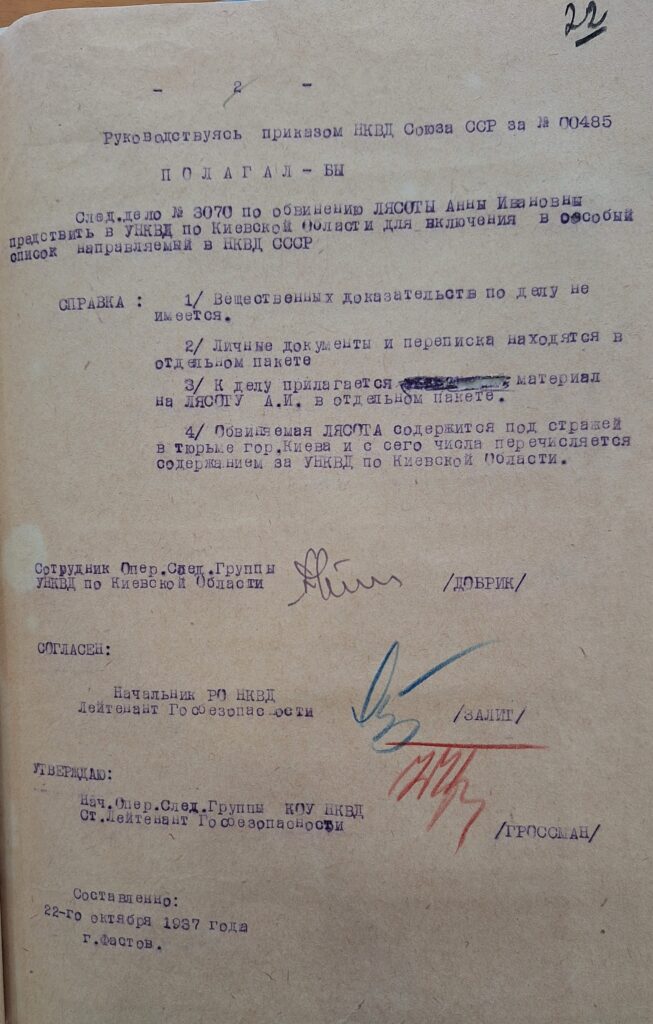 22
- 2 -
Руководствуясь приказом НКВД Союза ССР за № 00485
П О Л А Г А Л - БЫ
След.дело № 3070 по обвинению ЛЯСОТЫ Анны Ивановны
предствить в УНКВД по Киевской Области для включения в особый
список направляемый в НКВД СССР
СПРАВКА : 1/ Вещественных доказательств по делу не
имеется.
2/ Личные документы и переписка находятся в
отдельном пакете
3/ К делу прилагается материал
на ЛЯСОТУ А.И. в отдельном пакете.
4/ Обвиняемая ЛЯСОТА содержится под стражей
в тюрьме гор.Киева и с сего числа перечисляется
содержанием за УНКВД по Киевской Области.
Сотрудник Опер.След.Группы
УНКВД по Киевской Области /ДОБРИК/
СОГЛАСЕН:
Начальник РО НКВД
Лейтенант Госбезопасности /ЗАЛИТ/
УТВЕРЖДАЮ:
Нач.Опер.След.Группы КОУ НКВД
Ст.Лейтенант Госбезопасности /ГРОССМАН/
Составленно:
22-го октября 1937 года
г.Фастов.